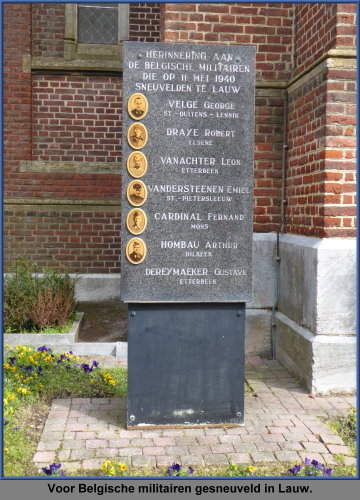 HERINNERING AAN
DE BELGISCHE MILITAIREN
DIE OP 11 MEI 1940
SNEUVELDEN TE LAUW
VELGE GEORGE
ST.-QUITENS-LENNIK
DRAYE ROBERT
ELSENE
VANACHTER LEON
ETTERBEEK
VANDERSTEENEN EMIEL
ST.-PIETERSLEEUW
CARDINAL FERNAND
MONS
HOMBAU ARTHUR
DILBEEK
DEREYMAEKER GUSTAVE
ETTERBEEK
Voor Belgische militairen gesneuveld in Lauw.